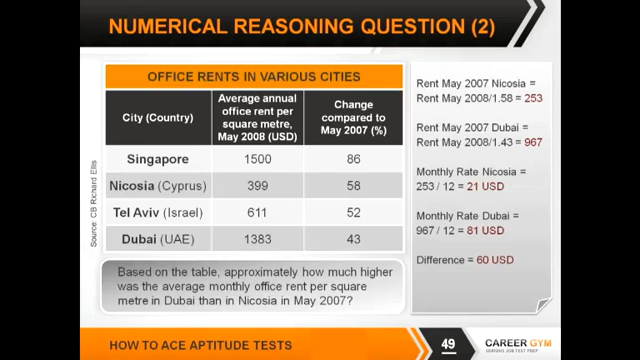 NUMERICAL REASONING QUESTION (2)
OFFICE RENTS IN VARIOUS CITIES
City (Country) Average annual office rent per square metre, May 2008 (USD) Change compared to May 2007 (%)
Singapore 1500 86
Nicosia (Cyprus) 399 58
Tel Aviv (Israel) 611 52
Dubai (UAE) 1383 43
Source: CB Richard Ellis
Based on the table, approximately how much higher
was the average monthly office rent per square
metre in Dubai than in Nicosia in May 2007?
Rent May 2007 Nicosia =
Rent May 2008/1.58 = 253
Rent May 2007 Dubai =
Rent May 2008/1.43 = 967
Monthly Rate Nicosia =
253 / 12 = 21 USD
Monthly Rate Dubai =
967 / 12 = 81 USD
Difference = 60 USD
HOW TO ACE APTITUDE TESTS
49
CAREER GYM
SERIOUS JOB TEST PREP